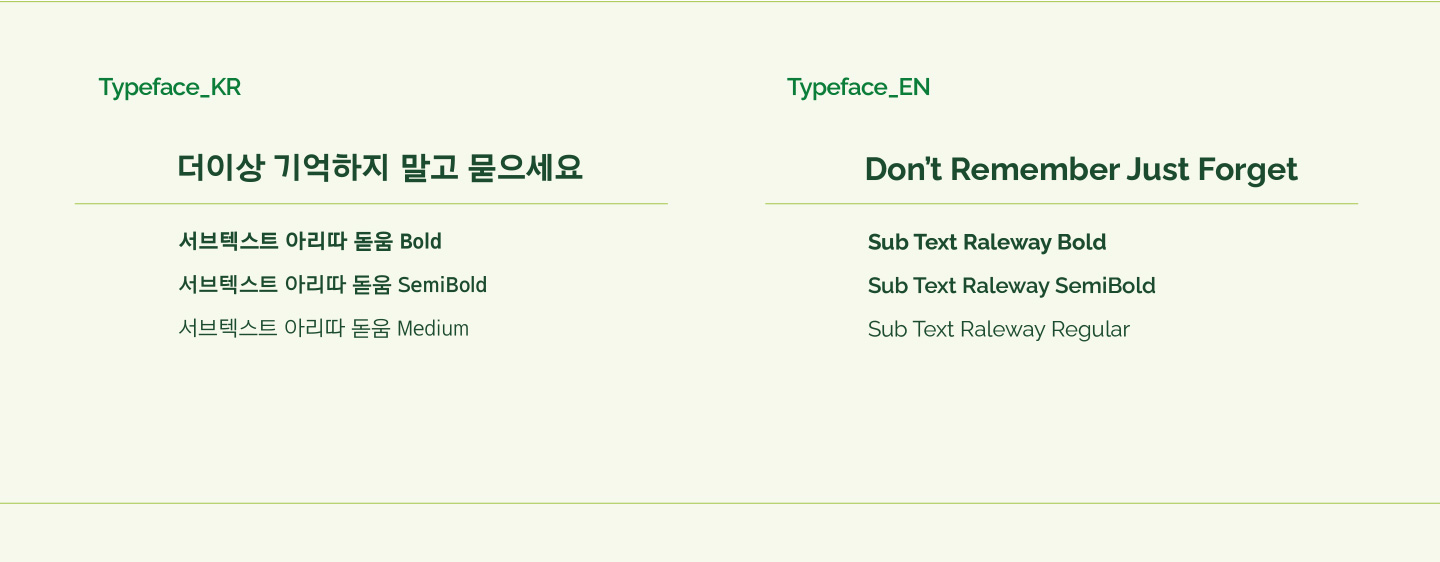 Typeface_KR
더이상 기억하지 말고 묻으세요
서브텍스트 아리따 돋움 Bold
서브텍스트 아리따 돋움 SemiBold
서브텍스트 아리따 돋움 Medium
Typeface_EN
Don’t Remember Just Forget
Sub Text Raleway Bold
Sub Text Raleway SemiBold
Sub Text Raleway Regular